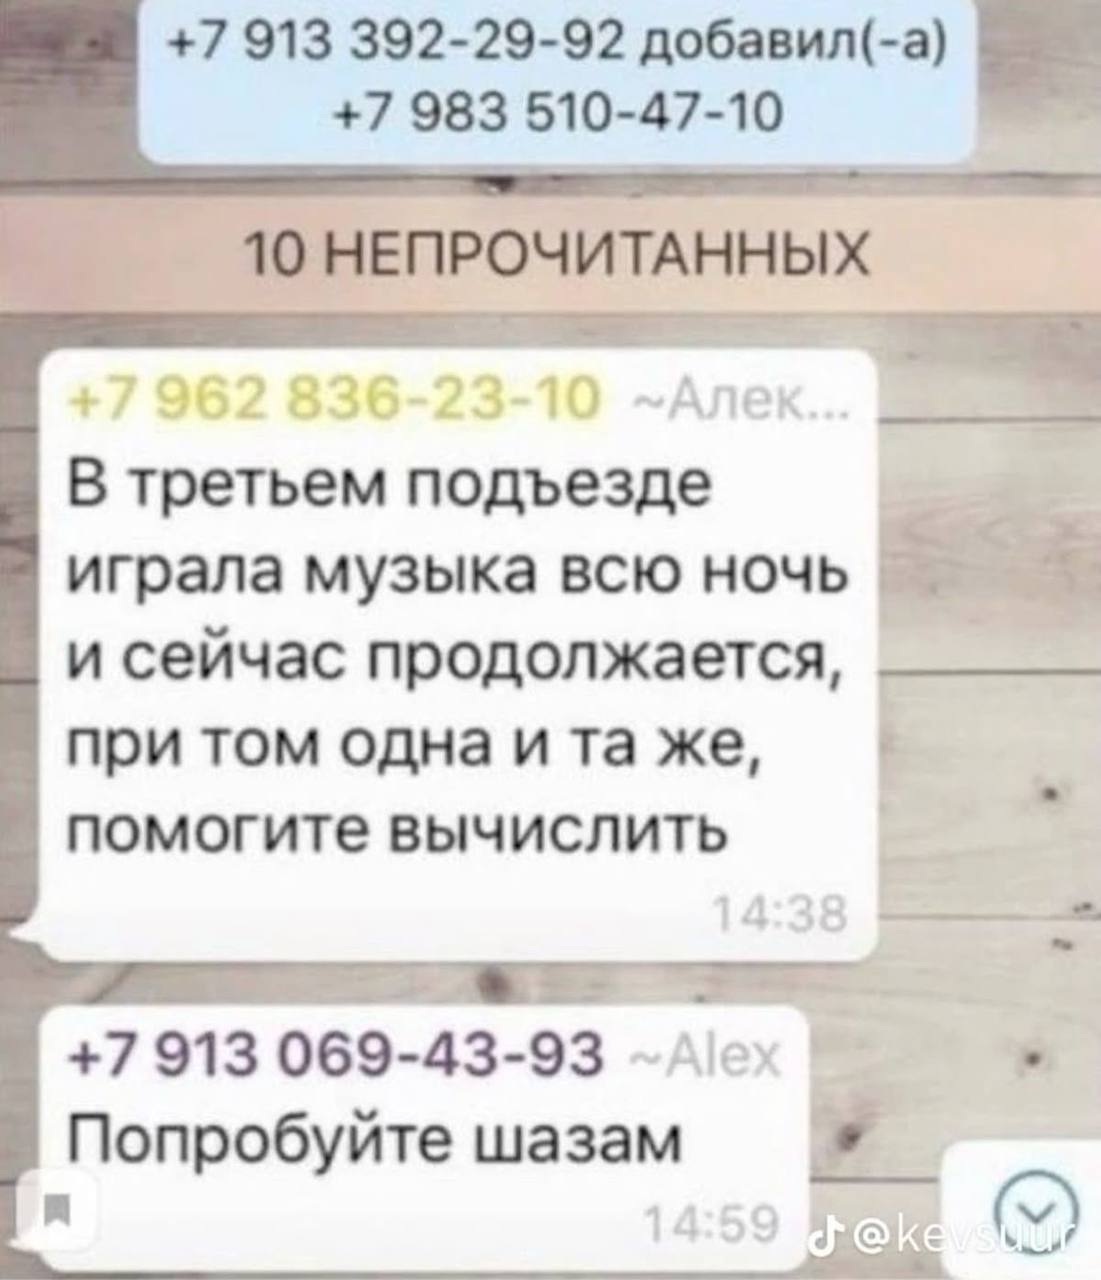 +7 913 392-29-92 добавил(-а)
+7 983 510-47-10
10 НЕПРОЧИТАННЫХ
+7 962 836-23-10 ~Алек...
В третьем подъезде
играла музыка всю ночь
и сейчас продолжается,
при том одна и та же,
помогите вычислить
14:38
+7 913 069-43-93 ~Alex
Попробуйте шазам
14:59
@kevsuur